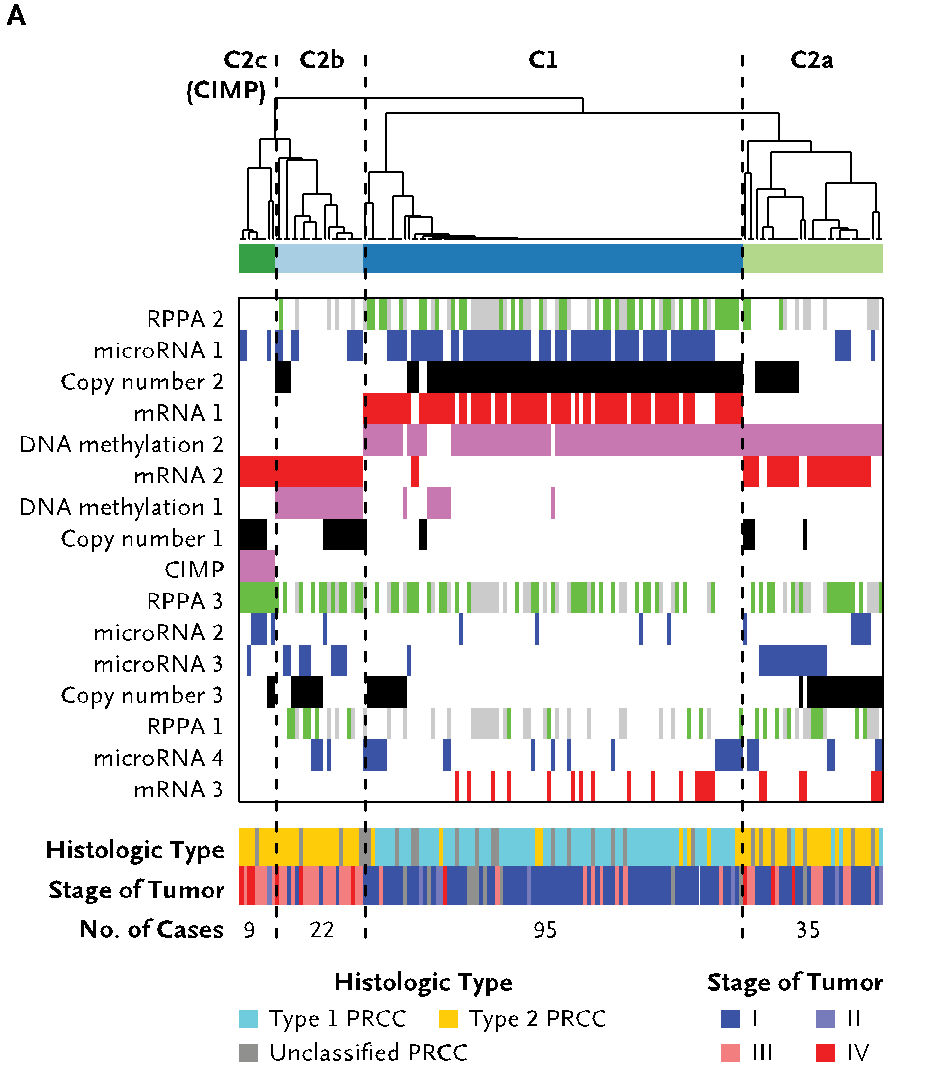 A
C2c C2b C1 C2a
(CIMP)
RPPA 2
microRNA 1
Copy number 2
mRNA 1
DNA methylation 2
mRNA 2
DNA methylation 1
Copy number 1
CIMP
RPPA 3
microRNA 2
microRNA 3
Copy number 3
RPPA 1
microRNA 4
mRNA 3
Histologic Type
Stage of Tumor
No. of Cases 9 22 95 35
Histologic Type Stage of Tumor
Type 1 PRCC Type 2 PRCC I II
Unclassified PRCC III IV